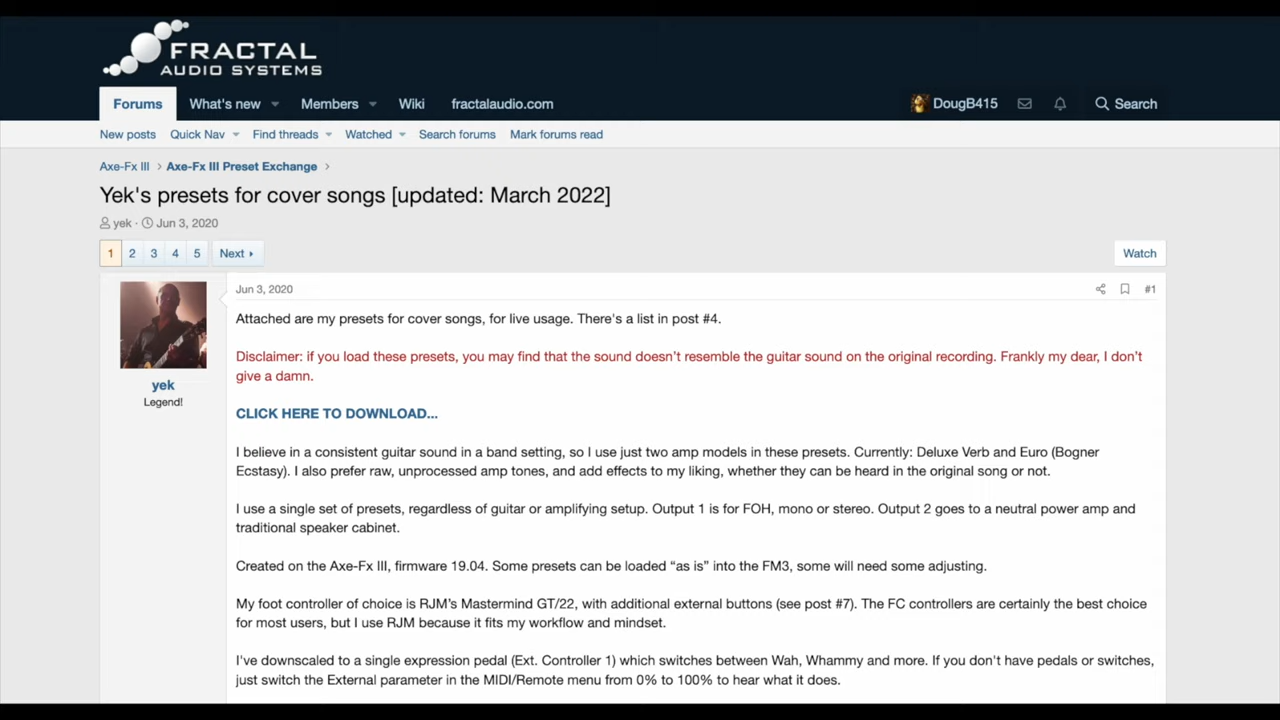 FRACTAL
AUDIO SYSTEMS
Forums What's new Members Wiki fractalaudio.com DougB415 Search
New posts Quick Nav Find threads Watched Search forums Mark forums read
Axe-Fx III Axe-Fx III Preset Exchange
Yek's presets for cover songs [updated: March 2022]
yek · Jun 3, 2020
1 2 3 4 5 Next Watch
Jun 3, 2020 #1
Attached are my presets for cover songs, for live usage. There's a list in post #4.
Disclaimer: if you load these presets, you may find that the sound doesn't resemble the guitar sound on the original recording. Frankly my dear, I don't
give a damn.
yek
Legend!
CLICK HERE TO DOWNLOAD...
I believe in a consistent guitar sound in a band setting, so I use just two amp models in these presets. Currently: Deluxe Verb and Euro (Bogner
Ecstasy). I also prefer raw, unprocessed amp tones, and add effects to my liking, whether they can be heard in the original song or not.
I use a single set of presets, regardless of guitar or amplifying setup. Output 1 is for FOH, mono or stereo. Output 2 goes to a neutral power amp and
traditional speaker cabinet.
Created on the Axe-Fx III, firmware 19.04. Some presets can be loaded “as is” into the FM3, some will need some adjusting.
My foot controller of choice is RJM's Mastermind GT/22, with additional external buttons (see post #7). The FC controllers are certainly the best choice
for most users, but I use RJM because it fits my workflow and mindset.
I've downscaled to a single expression pedal (Ext. Controller 1) which switches between Wah, Whammy and more. If you don't have pedals or switches,
just switch the External parameter in the MIDI/Remote menu from 0% to 100% to hear what it does.